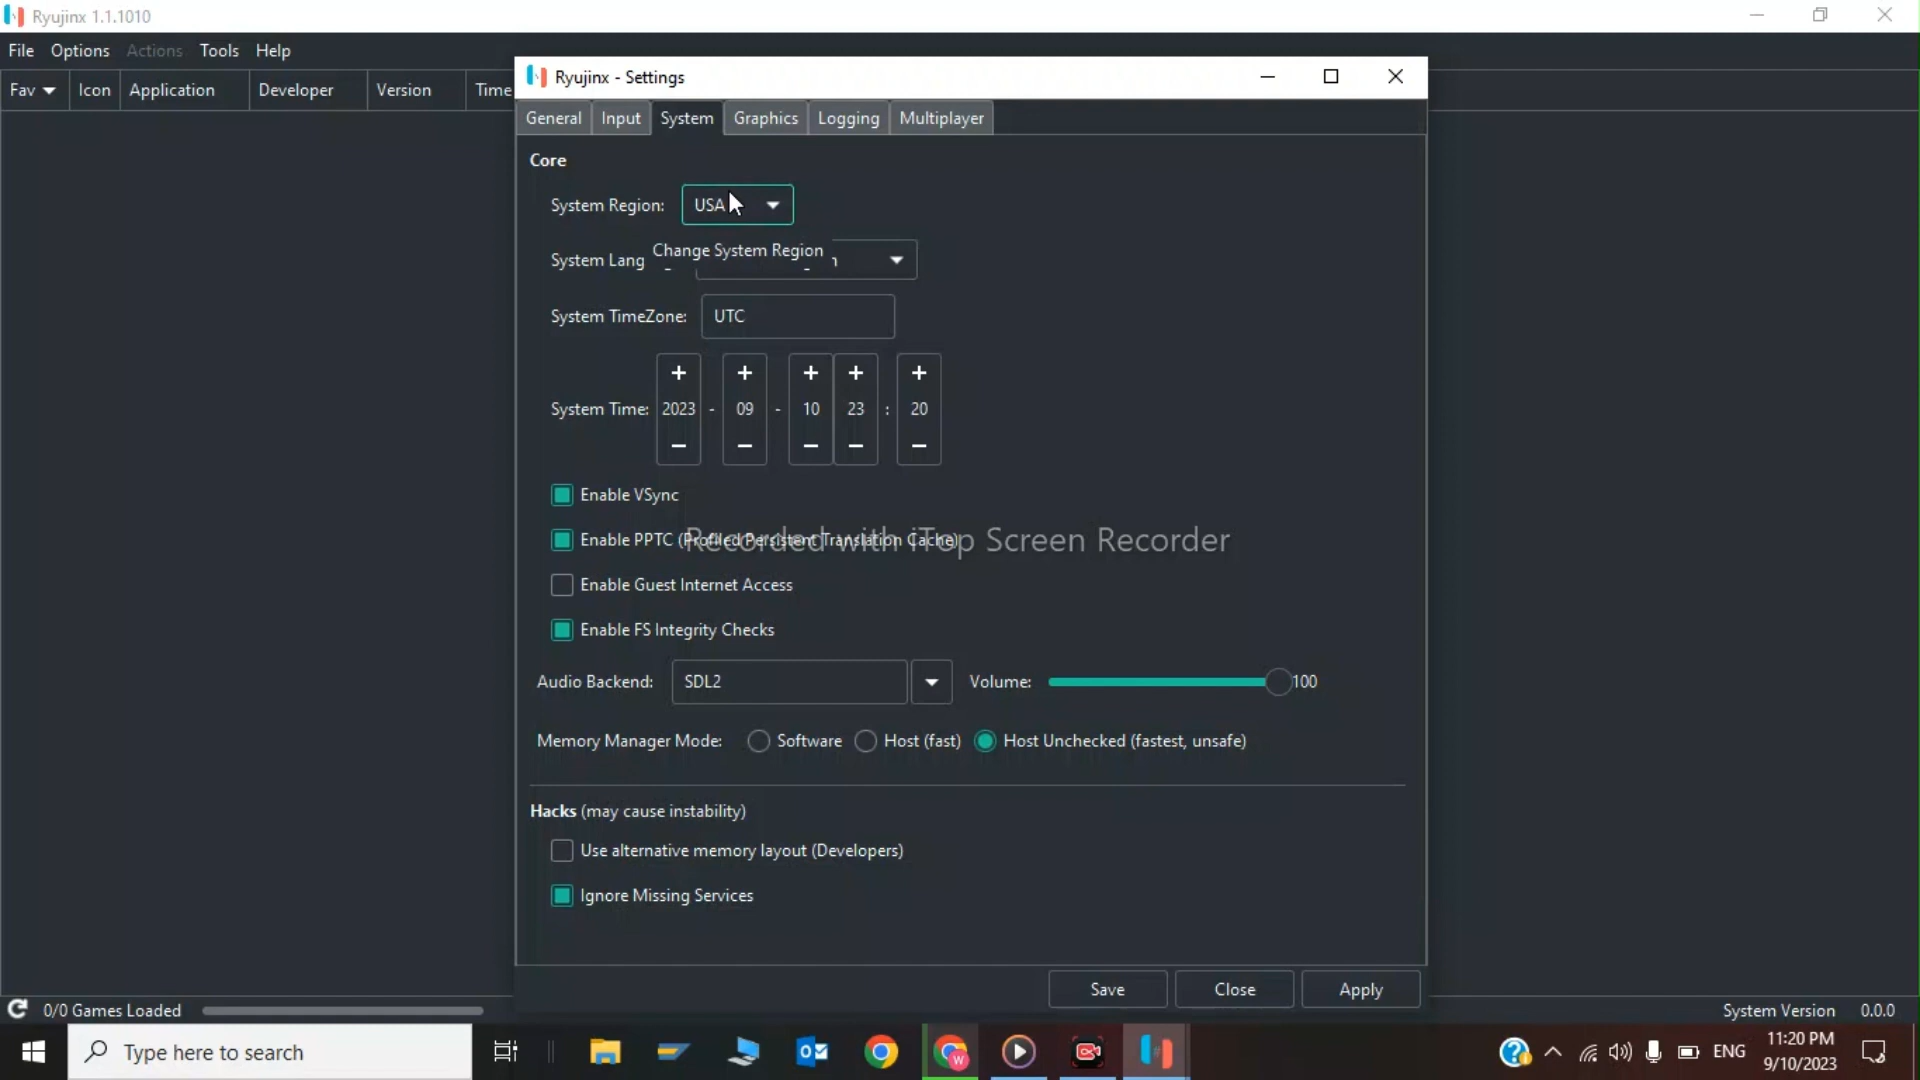 Ryujinx 1.1.1010
File Options Actions Tools Help
Fav Icon Application Developer Version Time
Ryujinx - Settings
General Input System Graphics Logging Multiplayer
Core
System Region: USA
Change System Region
System Lang
System TimeZone: UTC
+ + + + +
System Time: 2023 - 09 - 10 23 : 20
− − − − −
Enable VSync
Enable PPTC (Profiled Persistent Translation Cache)
Recorded with iTop Screen Recorder
Enable Guest Internet Access
Enable FS Integrity Checks
Audio Backend: SDL2 Volume: 100
Memory Manager Mode: Software Host (fast) Host Unchecked (fastest, unsafe)
Hacks (may cause instability)
Use alternative memory layout (Developers)
Ignore Missing Services
Save Close Apply
0/0 Games Loaded System Version 0.0.0
Type here to search
ENG
11:20 PM
9/10/2023